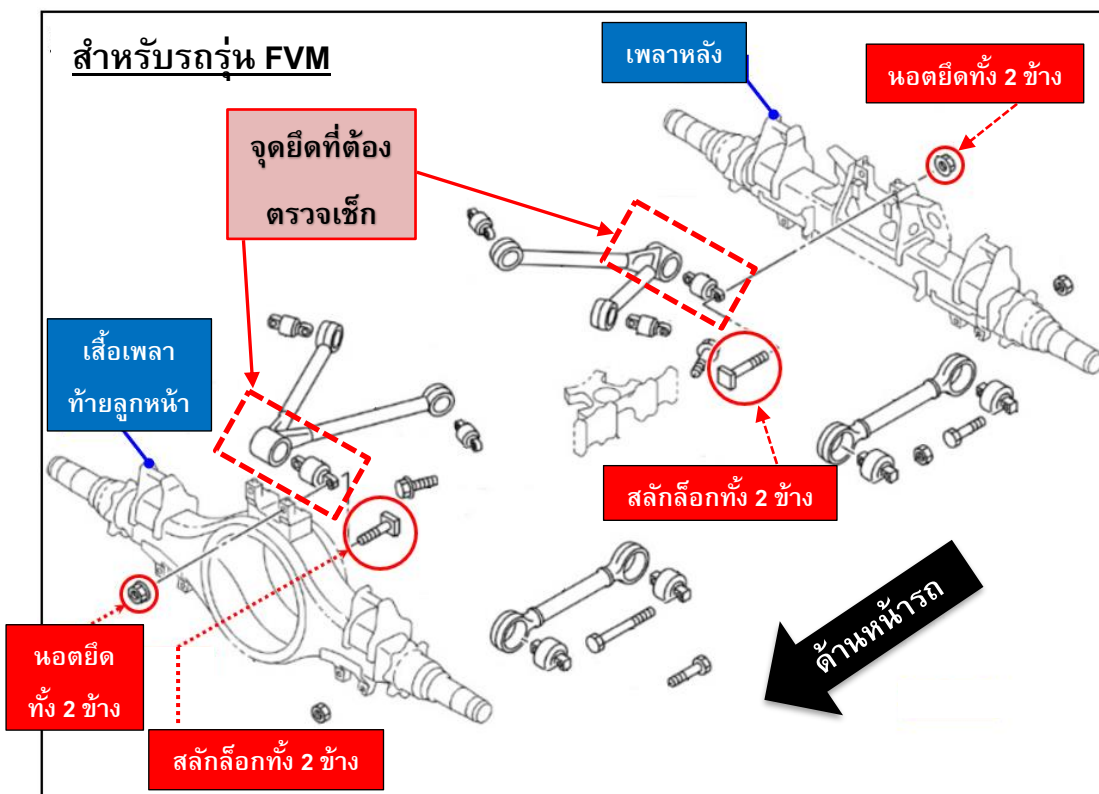 สำหรับรถรุ่น FVM
เพลาหลัง
นอตยึดทั้ง 2 ข้าง
จุดยึดที่ต้อง
ตรวจเช็ก
เสื้อเพลา
ท้ายลูกหน้า
สลักล็อกทั้ง 2 ข้าง
ด้านหน้ารถ
นอตยึด
ทั้ง 2 ข้าง
สลักล็อกทั้ง 2 ข้าง